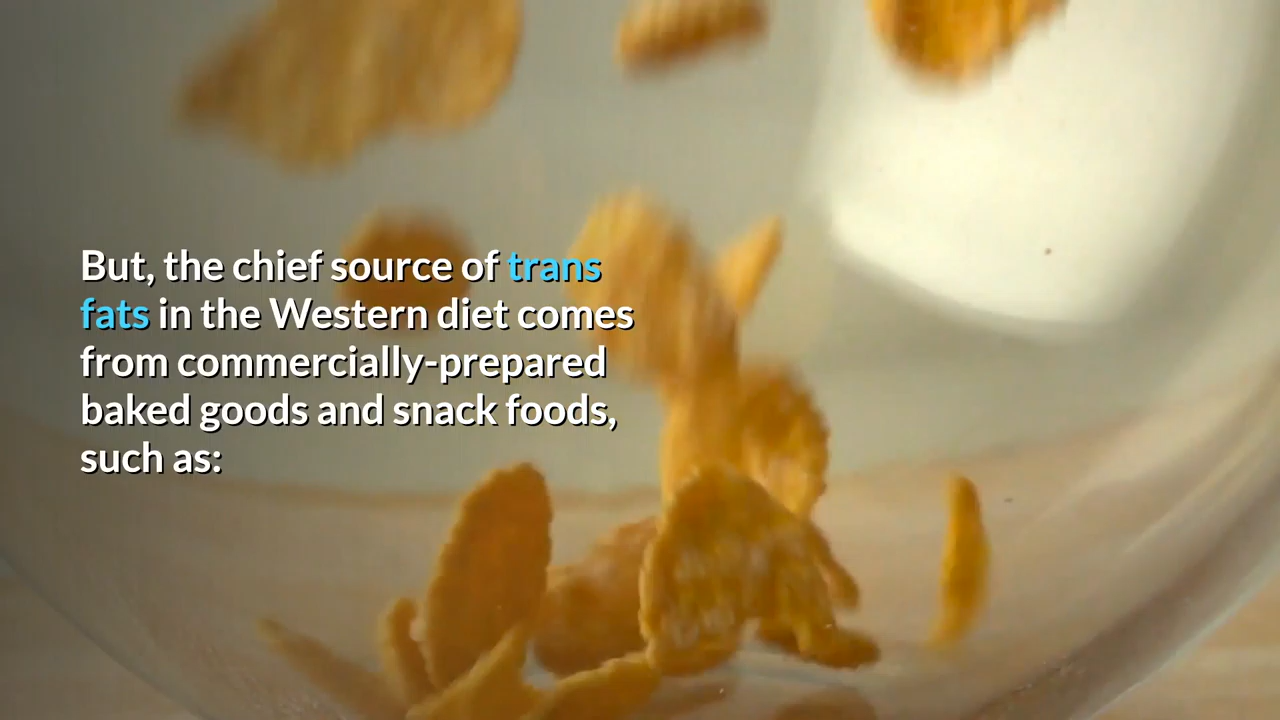 But, the chief source of trans
fats in the Western diet comes
from commercially-prepared
baked goods and snack foods,
such as: